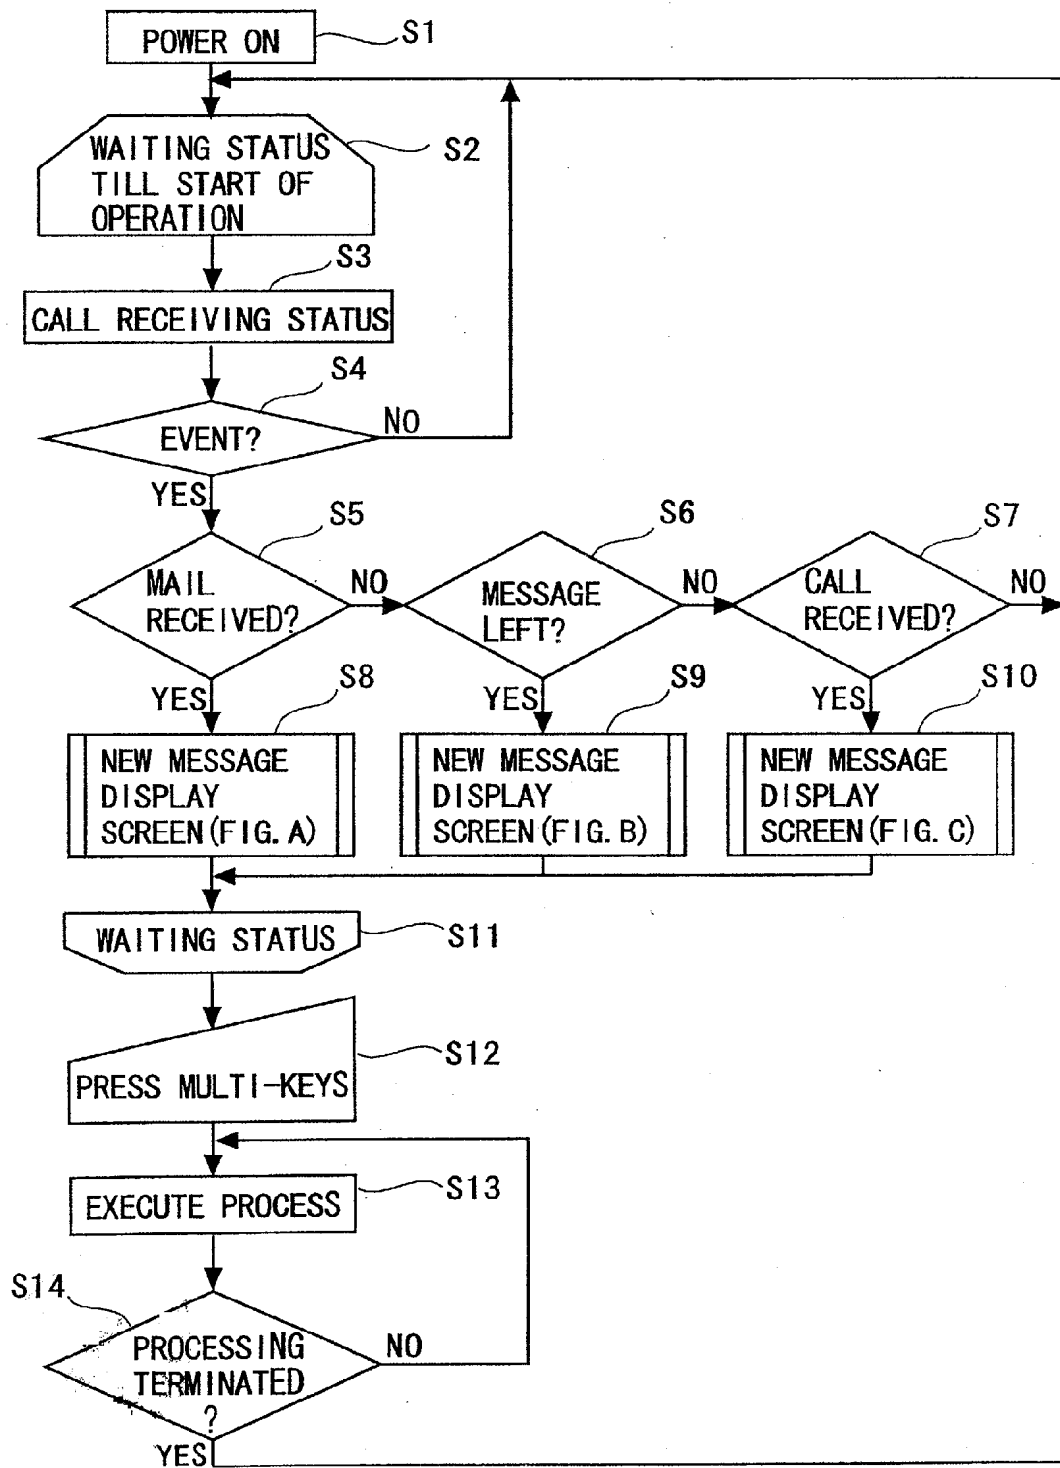 POWER ON
S1
WAITING STATUS
TILL START OF
OPERATION
S2
S3
CALL RECEIVING STATUS
S4
EVENT?
NO
YES
S5
S6
S7
MAIL
RECEIVED?
NO
MESSAGE
LEFT?
NO
CALL
RECEIVED?
NO
YES
S8
YES
S9
YES
S10
NEW MESSAGE
DISPLAY
SCREEN(FIG. A)
NEW MESSAGE
DISPLAY
SCREEN(FIG. B)
NEW MESSAGE
DISPLAY
SCREEN(FIG. C)
WAITING STATUS
S11
S12
PRESS MULTI-KEYS
EXECUTE PROCESS
S13
S14
PROCESSING
TERMINATED
?
NO
YES